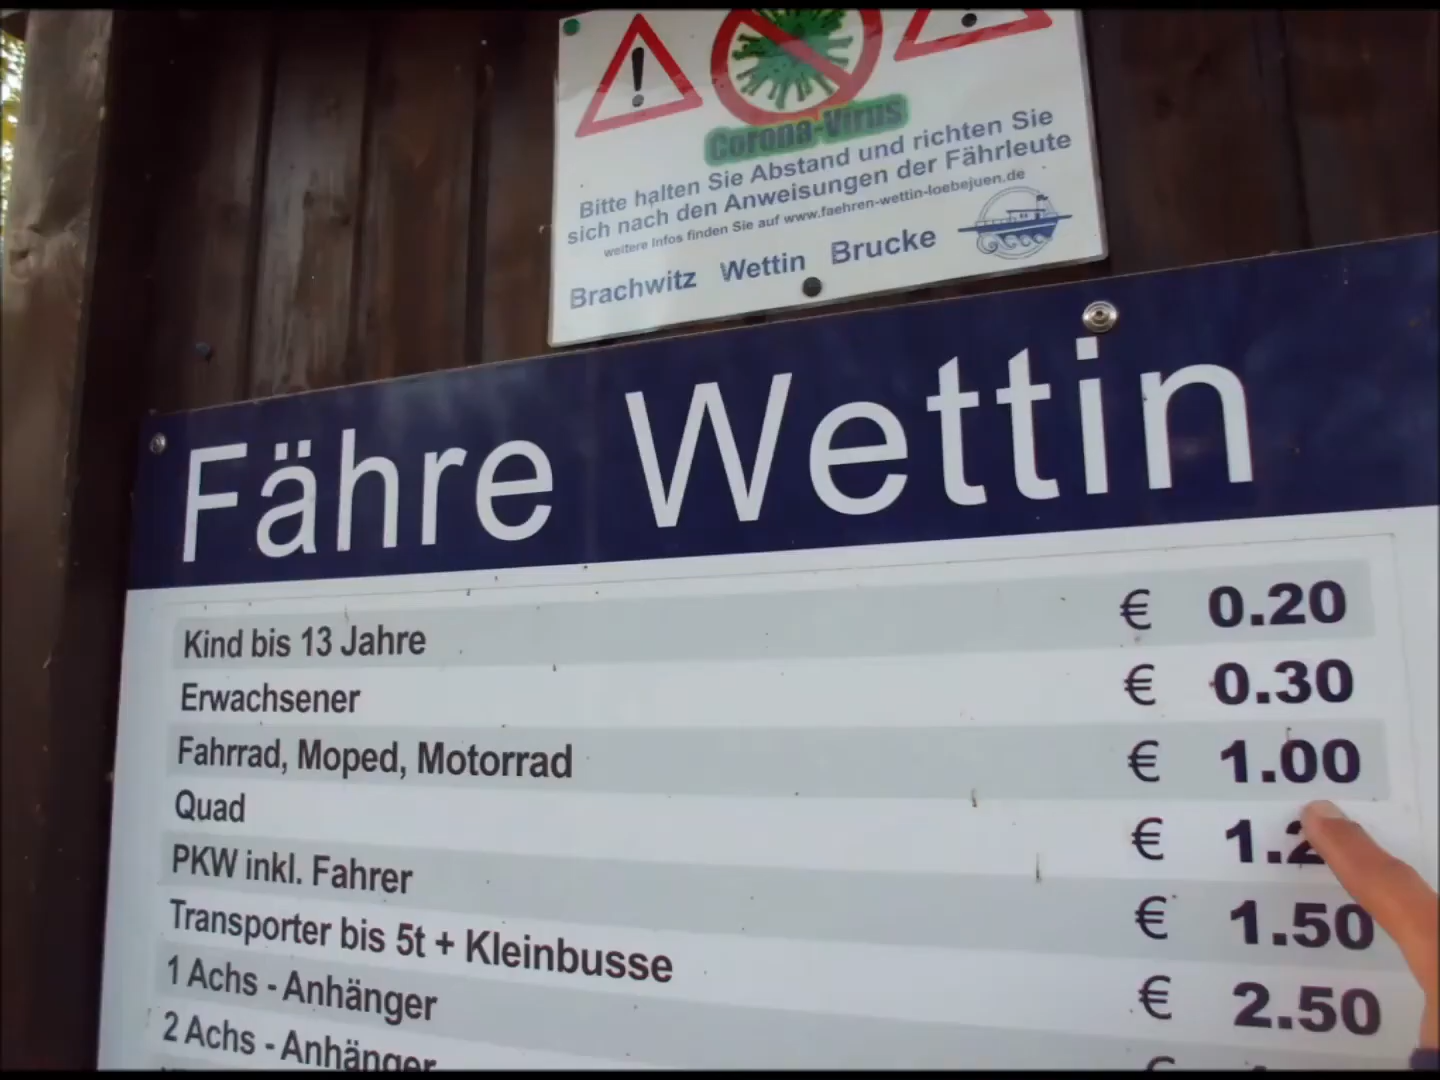 Corona-Virus
Bitte halten Sie Abstand und richten Sie
sich nach den Anweisungen der Fährleute
weitere Infos finden Sie auf www.faehren-wettin-loebejuen.de
Brachwitz Wettin Brucke
Fähre Wettin
Kind bis 13 Jahre € 0.20
Erwachsener € 0.30
Fahrrad, Moped, Motorrad € 1.00
Quad € 1.2
PKW inkl. Fahrer € 1.50
Transporter bis 5t + Kleinbusse € 2.50
1 Achs - Anhänger €
2 Achs - Anhänger